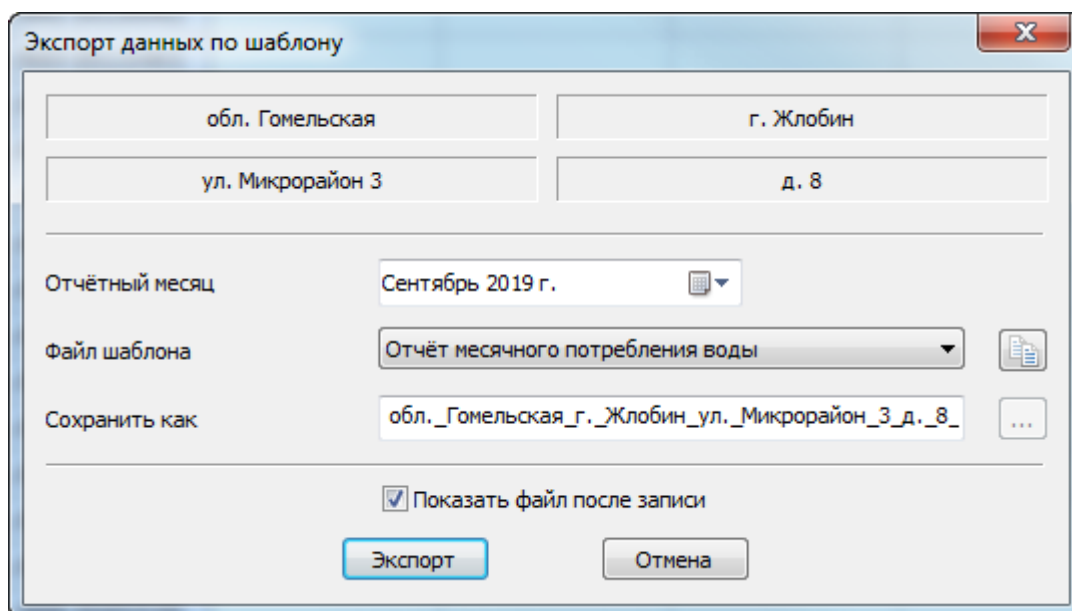 Экспорт данных по шаблону
обл. Гомельская
г. Жлобин
ул. Микрорайон 3
д. 8
Отчётный месяц
Сентябрь 2019 г.
Файл шаблона
Отчёт месячного потребления воды
Сохранить как
обл._Гомельская_г._Жлобин_ул._Микрорайон_3_д._8_
...
Показать файл после записи
Экспорт
Отмена